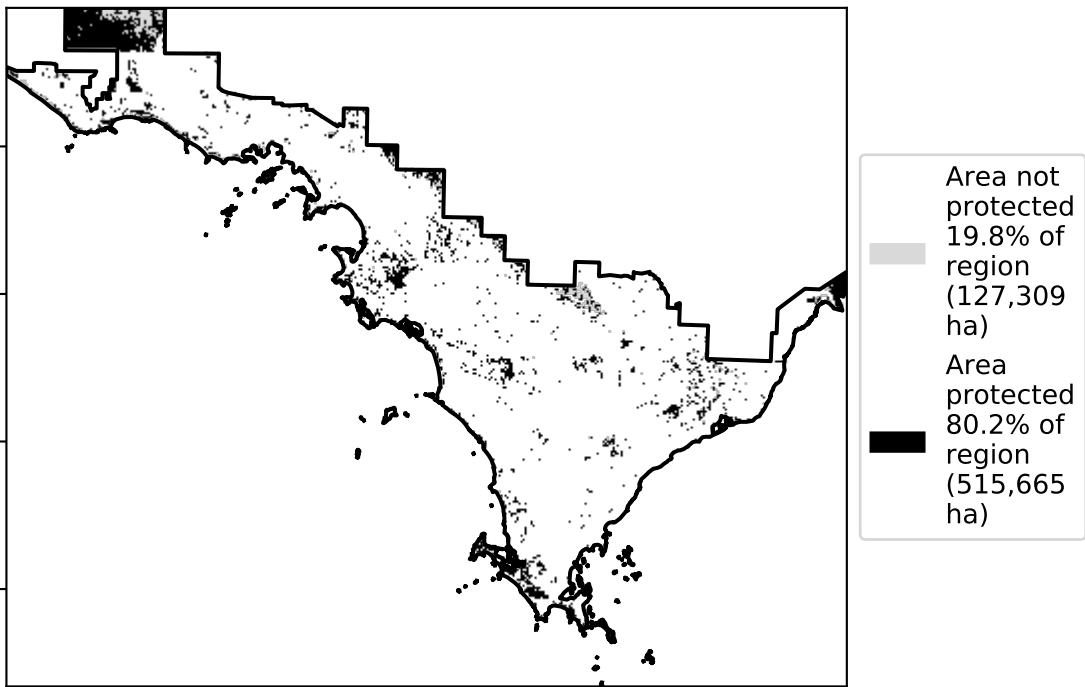 Area not
protected
19.8% of
region
(127,309
ha)
Area
protected
80.2% of
region
(515,665
ha)